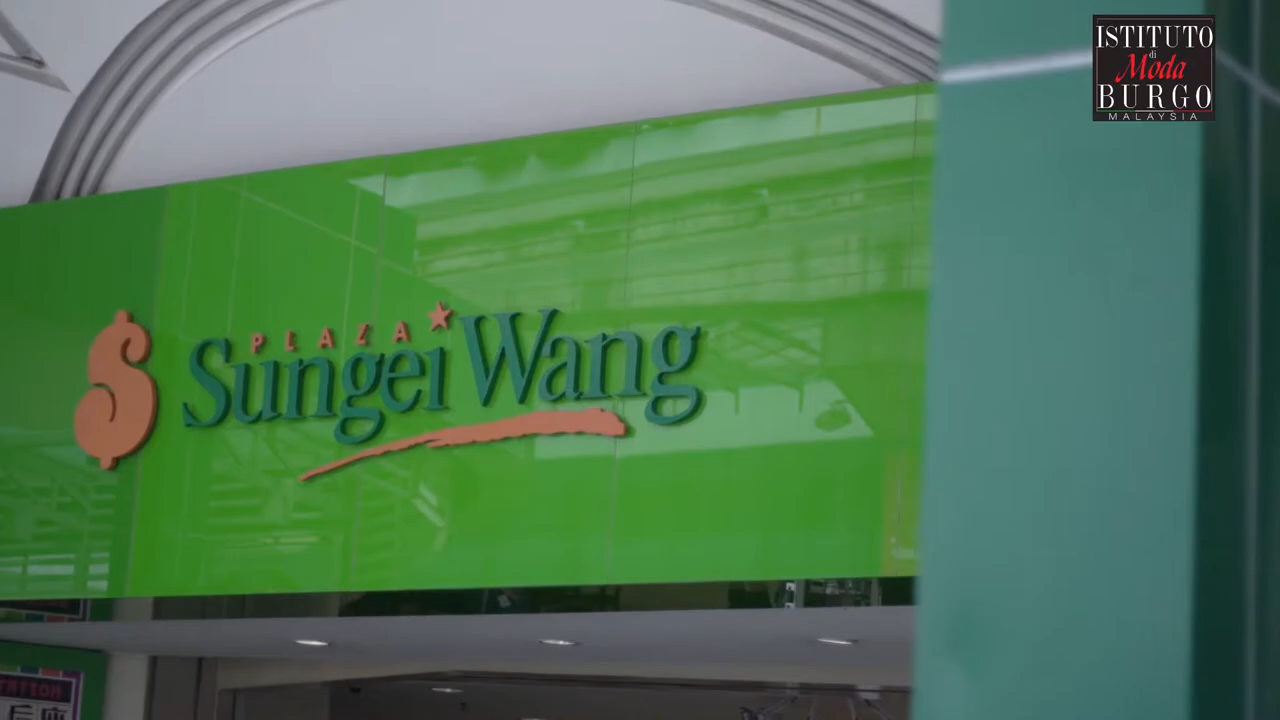 ISTITUTO
di
Moda
BURGO
MALAYSIA
PLAZA
Sungei Wang